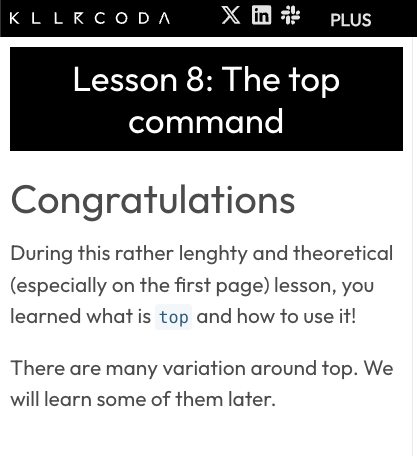 KLLRCODA PLUS
Lesson 8: The top
command
Congratulations
During this rather lenghty and theoretical
(especially on the first page) lesson, you
learned what is top and how to use it!
There are many variation around top. We
will learn some of them later.